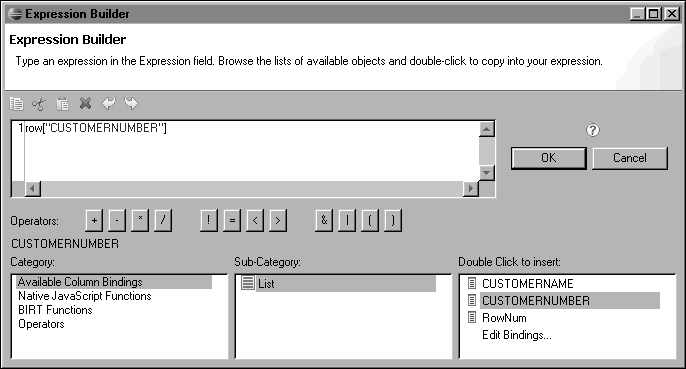 Expression Builder
Expression Builder
Type an expression in the Expression field. Browse the lists of available objects and double-click to copy into your expression.
1row["CUSTOMERNUMBER"]
?
OK Cancel
Operators: + - * / ! = < > & | ( )
CUSTOMERNUMBER
Category: Sub-Category: Double Click to insert:
Available Column Bindings List CUSTOMERNAME
Native JavaScript Functions CUSTOMERNUMBER
BIRT Functions RowNum
Operators Edit Bindings...